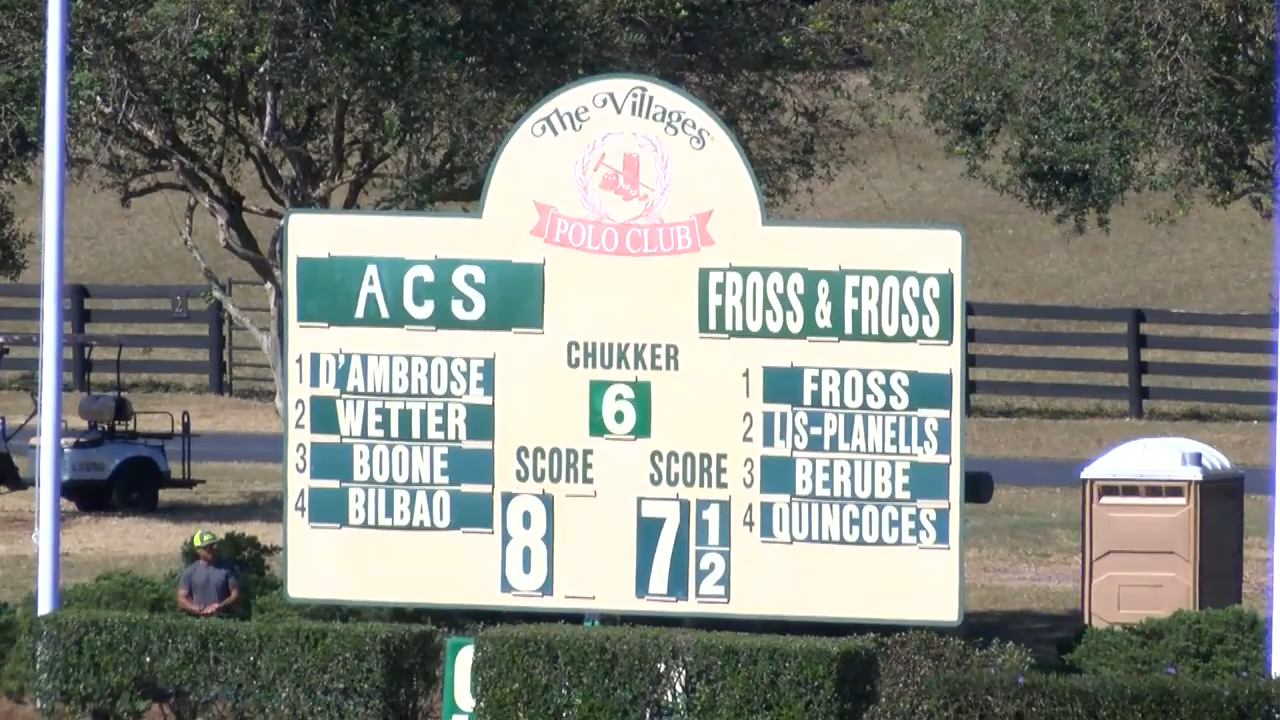 The Villages
POLO CLUB
ACS
FROSS & FROSS
CHUKKER
6
1 D'AMBROSE
2 WETTER
3 BOONE
4 BILBAO
1 FROSS
2 LIS-PLANELLS
3 BERUBE
4 QUINCOCES
SCORE
8
SCORE
7 1/2
2